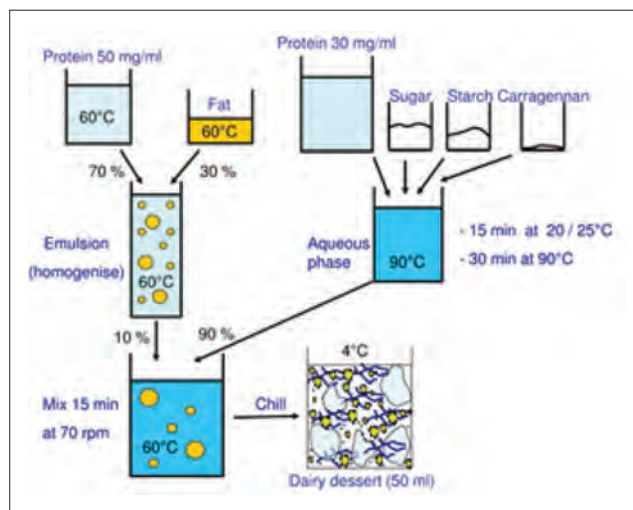 Protein 50 mg/ml
60°C
Fat
60°C
70 %
30 %
Emulsion
(homogenise)
60°C
Protein 30 mg/ml
Sugar
Starch
Carragennan
Aqueous
phase
90°C
- 15 min at 20 / 25°C
- 30 min at 90°C
10 %
90 %
Mix 15 min
at 70 rpm
60°C
Chill
4°C
Dairy dessert (50 ml)